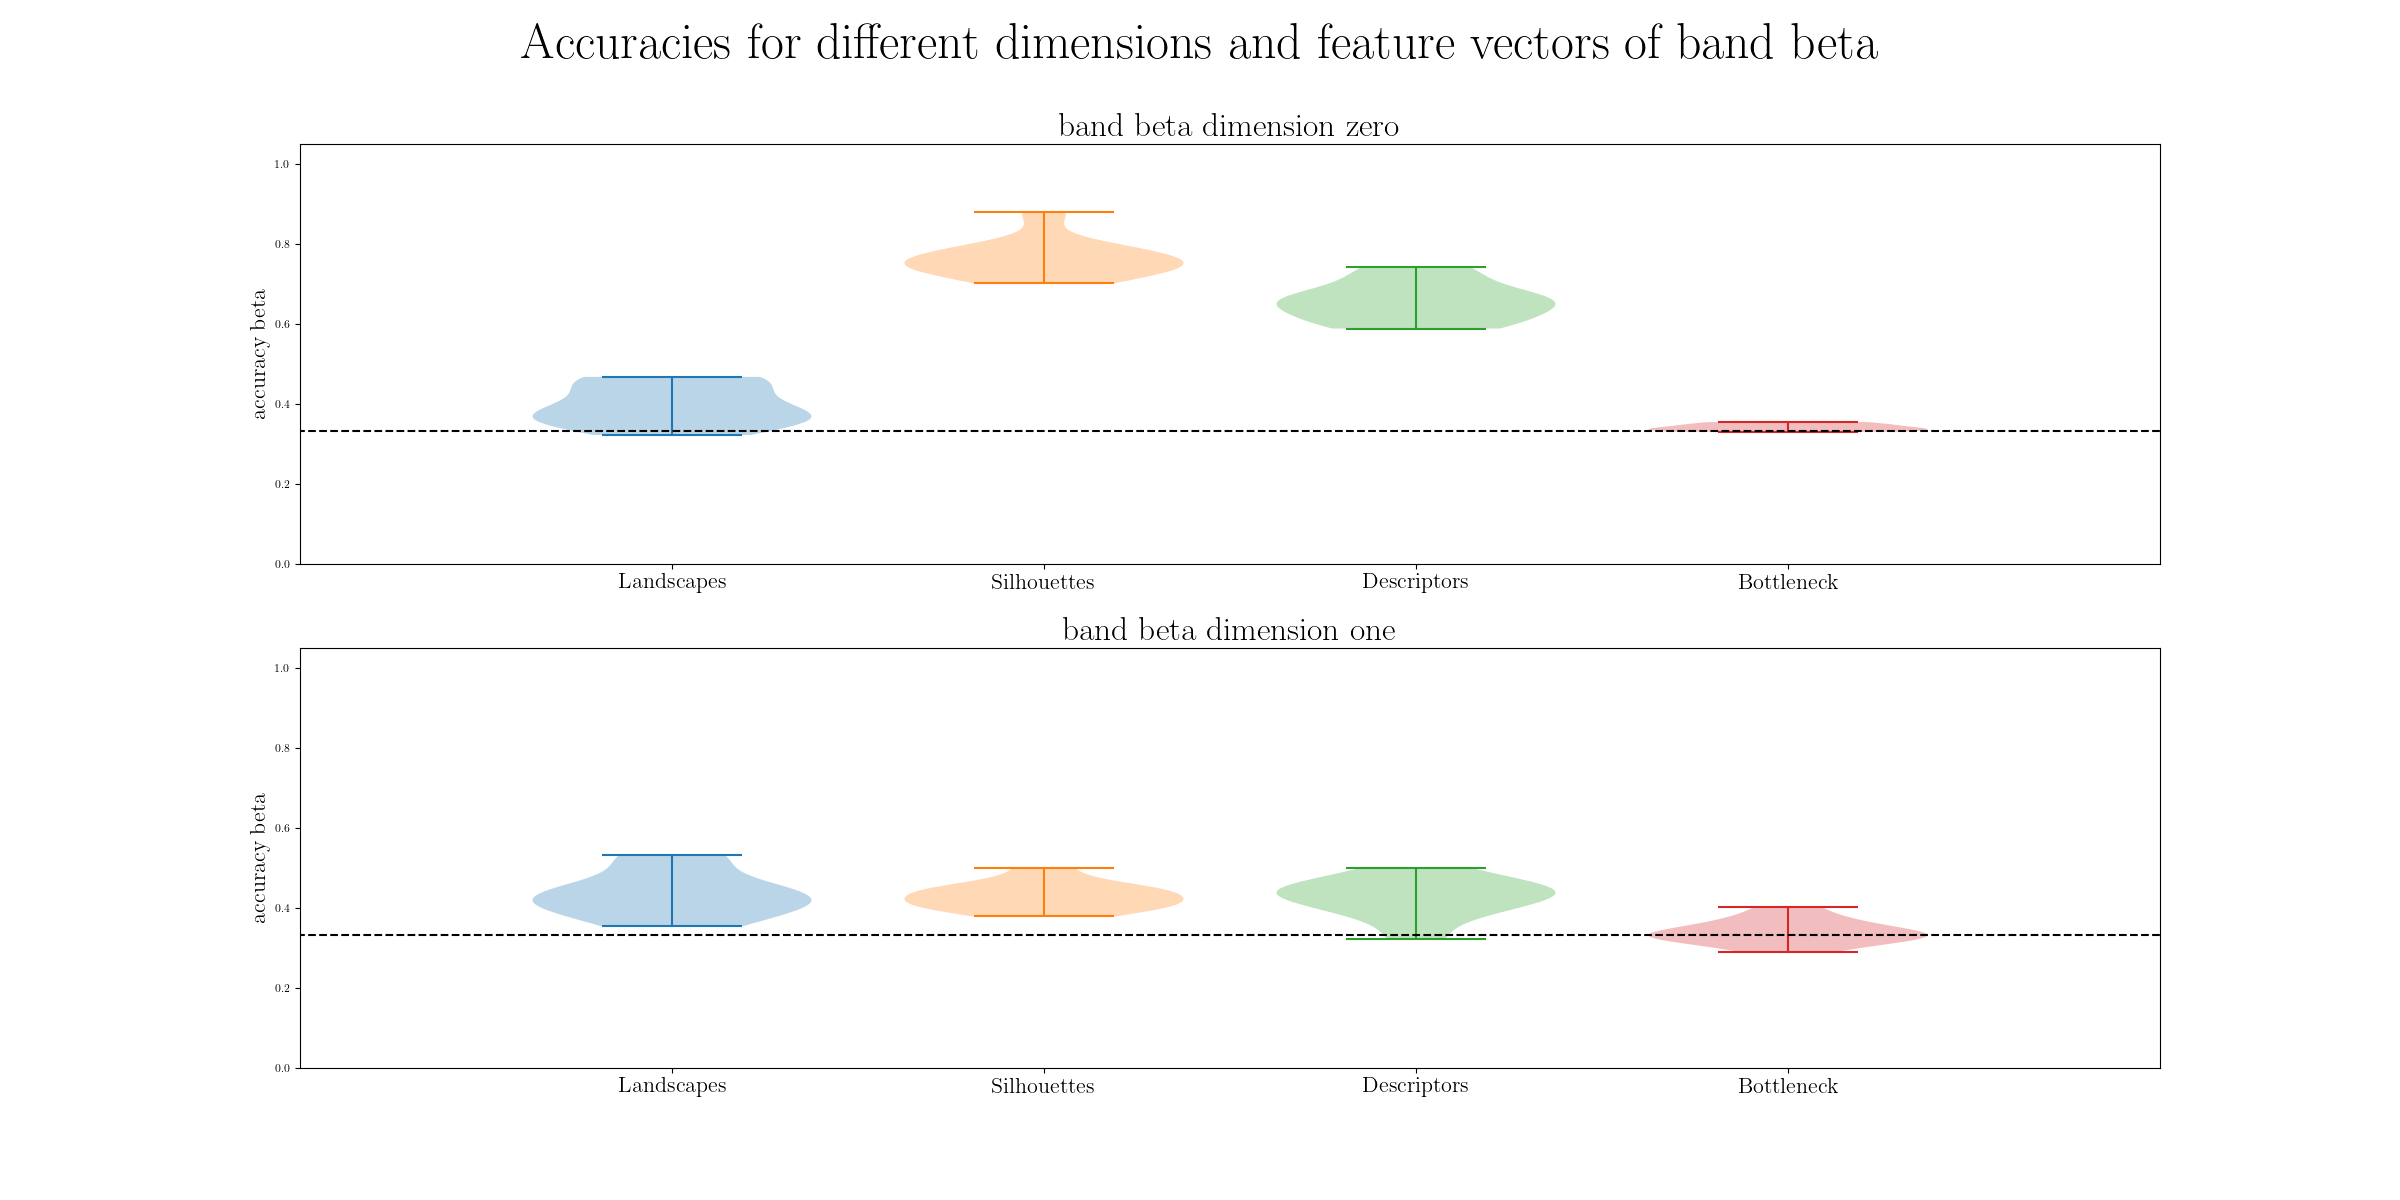 Accuracies for different dimensions and feature vectors of band beta
band beta dimension zero
accuracy beta
1.0
0.8
0.6
0.4
0.2
0.0
Landscapes Silhouettes Descriptors Bottleneck
band beta dimension one
accuracy beta
1.0
0.8
0.6
0.4
0.2
0.0
Landscapes Silhouettes Descriptors Bottleneck